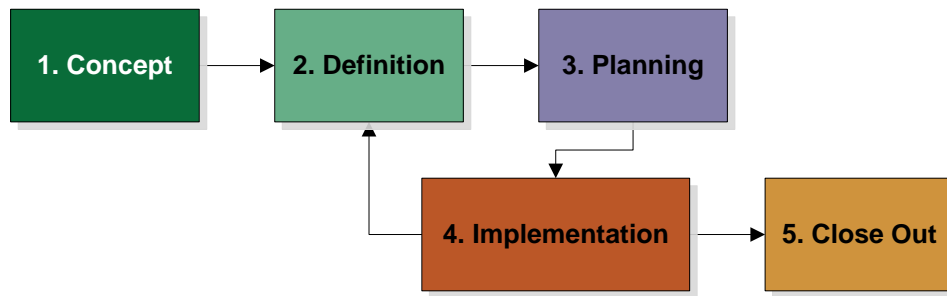 1. Concept
2. Definition
3. Planning
4. Implementation
5. Close Out